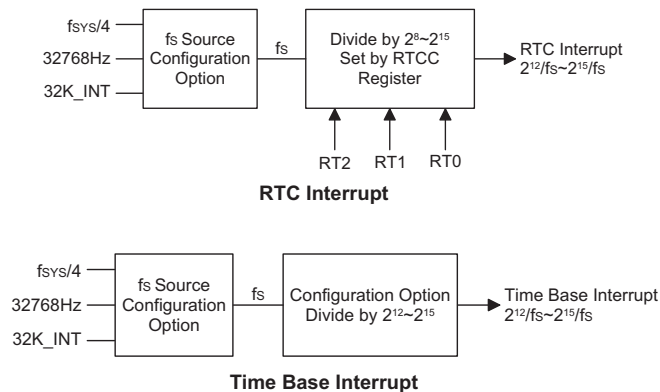 fSYS/4
32768Hz
32K_INT
fS Source
Configuration
Option
fS
Divide by 2⁸~2¹⁵
Set by RTCC
Register
RTC Interrupt
2¹²/fS~2¹⁵/fS
RT2 RT1 RT0
RTC Interrupt
fSYS/4
32768Hz
32K_INT
fS Source
Configuration
Option
fS
Configuration Option
Divide by 2¹²~2¹⁵
Time Base Interrupt
2¹²/fS~2¹⁵/fS
Time Base Interrupt